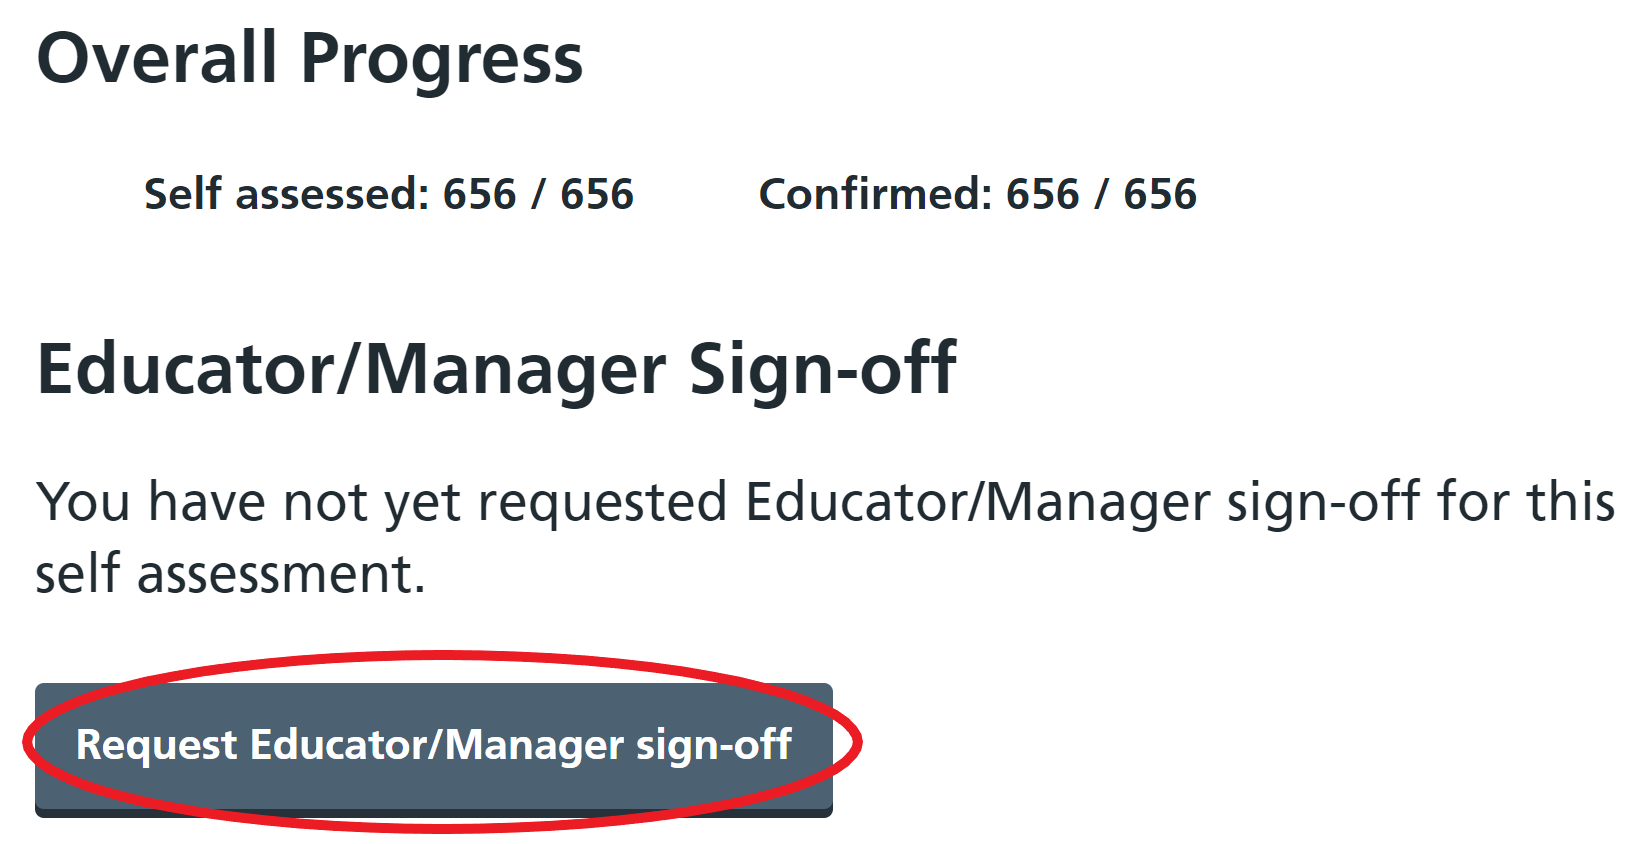 Overall Progress
Self assessed: 656 / 656 Confirmed: 656 / 656
Educator/Manager Sign-off
You have not yet requested Educator/Manager sign-off for this
self assessment.
Request Educator/Manager sign-off